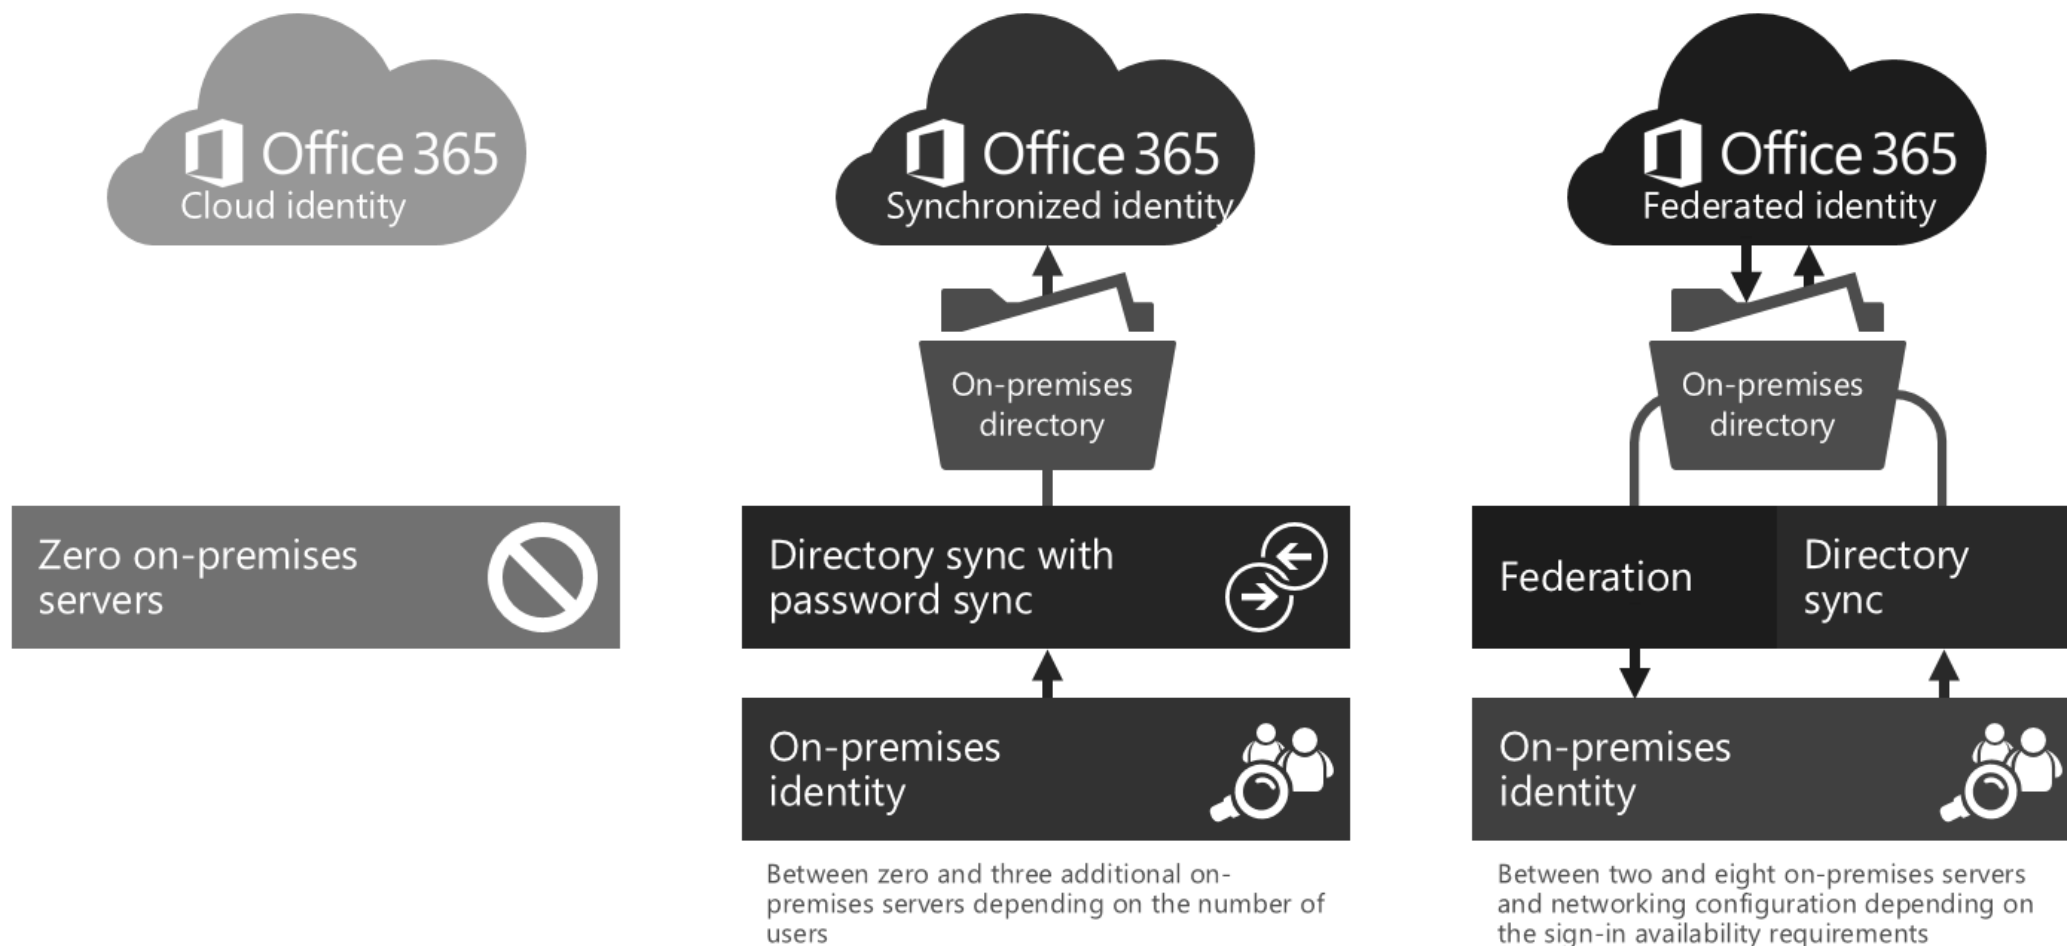 Office 365
Cloud identity
Zero on-premises
servers
Office 365
Synchronized identity
On-premises
directory
Directory sync with
password sync
On-premises
identity
Between zero and three additional on-
premises servers depending on the number of
users
Office 365
Federated identity
On-premises
directory
Federation
Directory
sync
On-premises
identity
Between two and eight on-premises servers
and networking configuration depending on
the sign-in availability requirements